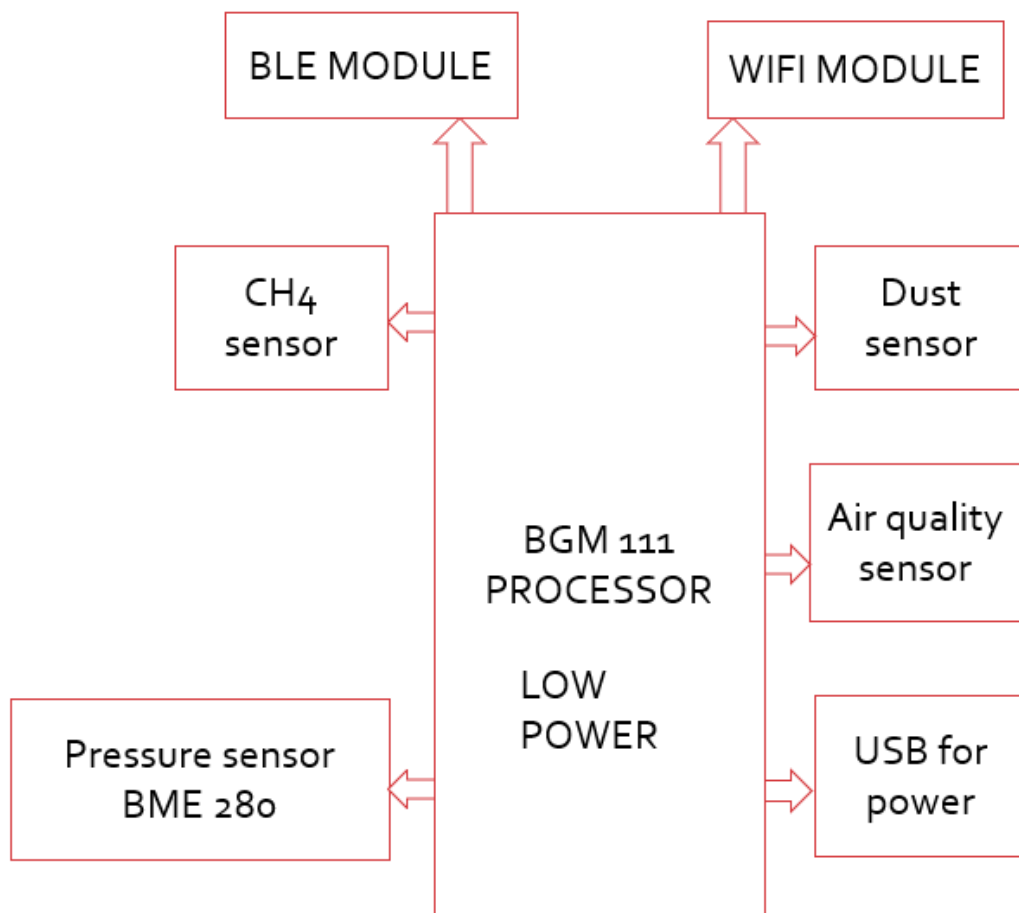 BLE MODULE
WIFI MODULE
CH4
sensor
Dust
sensor
Air quality
sensor
BGM 111
PROCESSOR
LOW
POWER
Pressure sensor
BME 280
USB for
power